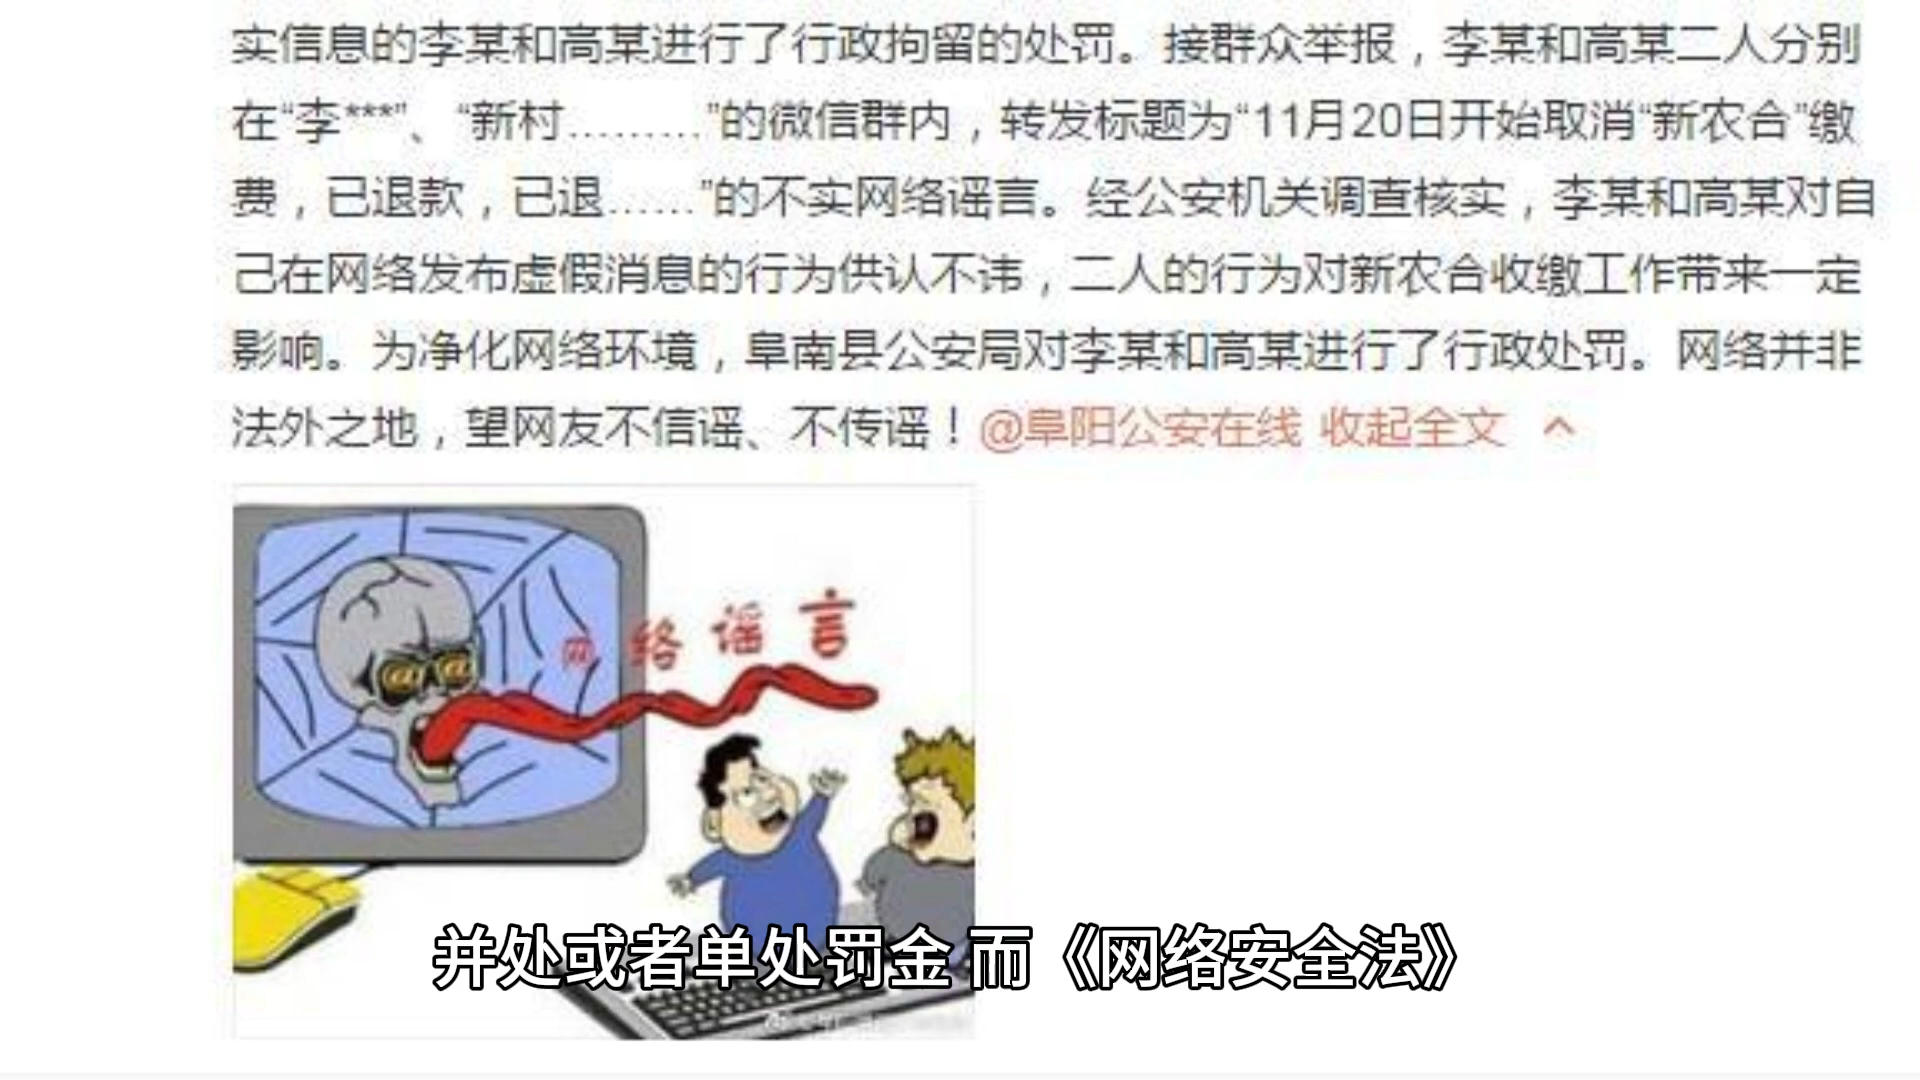 实信息的李某和高某进行了行政拘留的处罚。接群众举报，李某和高某二人分别
在“李***”、“新村………”的微信群内，转发标题为“11月20日开始取消“新农合”缴
费，已退款，已退……”的不实网络谣言。经公安机关调查核实，李某和高某对自
己在网络发布虚假消息的行为供认不讳，二人的行为对新农合收缴工作带来一定
影响。为净化网络环境，阜南县公安局对李某和高某进行了行政处罚。网络并非
法外之地，望网友不信谣、不传谣！@阜阳公安在线 收起全文 ^
网络谣言
@ @
并处或者单处罚金 而《网络安全法》